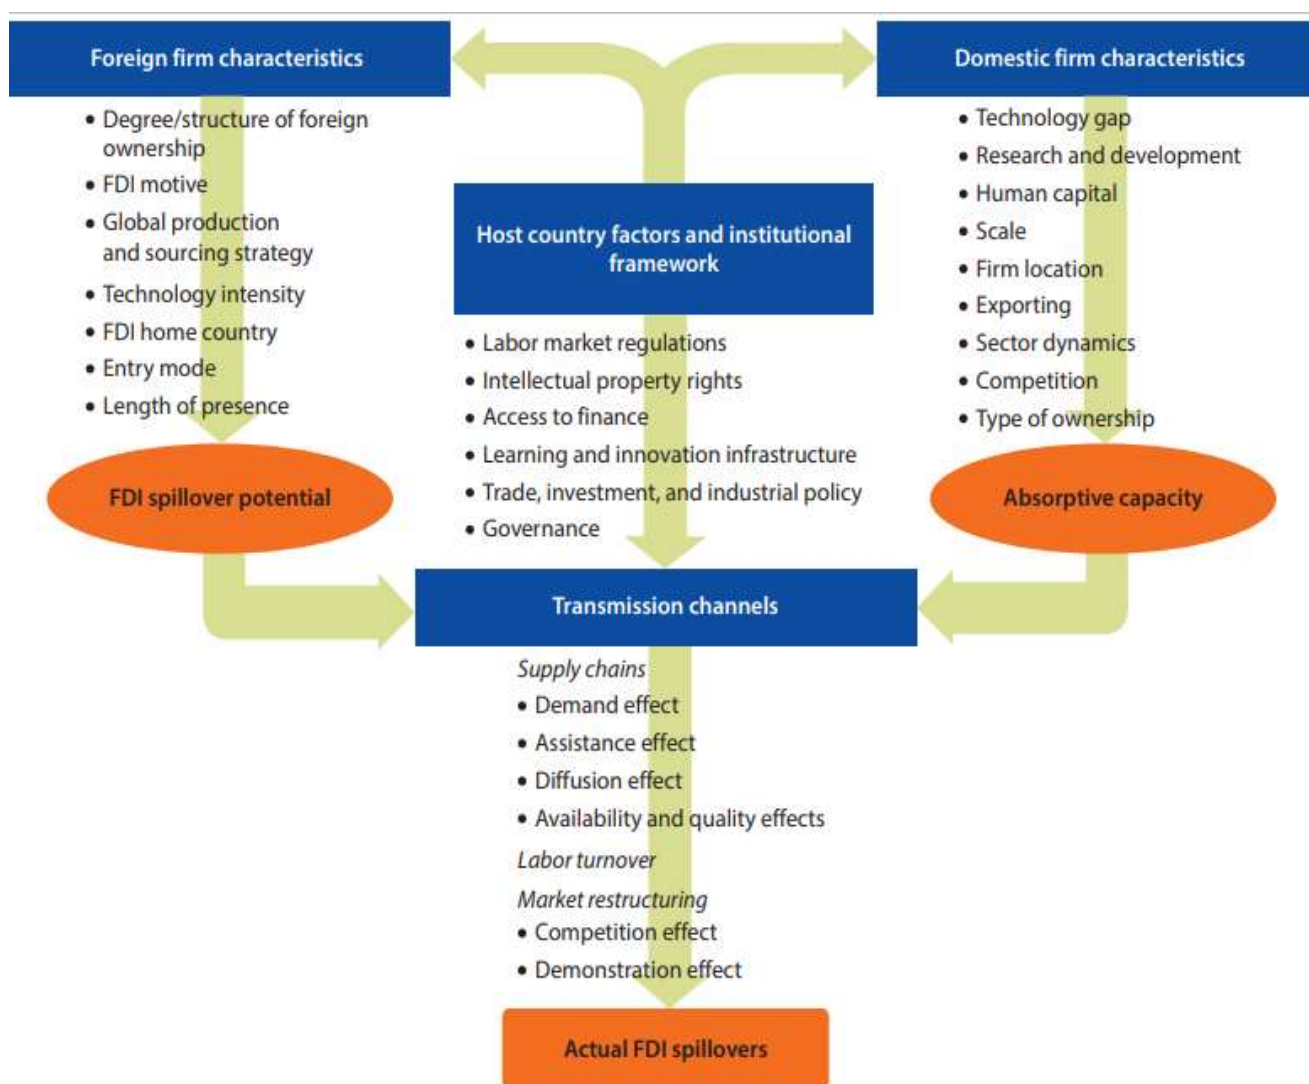 Foreign firm characteristics
• Degree/structure of foreign
ownership
• FDI motive
• Global production
and sourcing strategy
• Technology intensity
• FDI home country
• Entry mode
• Length of presence
FDI spillover potential
Host country factors and institutional
framework
• Labor market regulations
• Intellectual property rights
• Access to finance
• Learning and innovation infrastructure
• Trade, investment, and industrial policy
• Governance
Domestic firm characteristics
• Technology gap
• Research and development
• Human capital
• Scale
• Firm location
• Exporting
• Sector dynamics
• Competition
• Type of ownership
Absorptive capacity
Transmission channels
Supply chains
• Demand effect
• Assistance effect
• Diffusion effect
• Availability and quality effects
Labor turnover
Market restructuring
• Competition effect
• Demonstration effect
Actual FDI spillovers